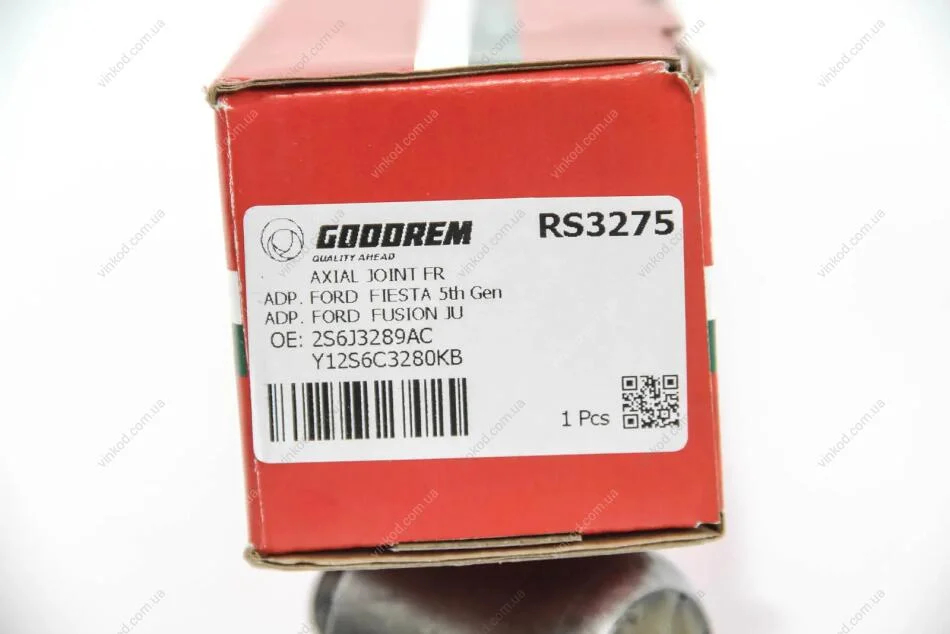 GOODREM
RS3275
QUALITY AHEAD
AXIAL JOINT FR
ADP. FORD FIESTA 5th Gen
ADP. FORD FUSION JU
OE: 2S6J3289AC
Y12S6C3280KB
1 Pcs
vinkod.com.ua